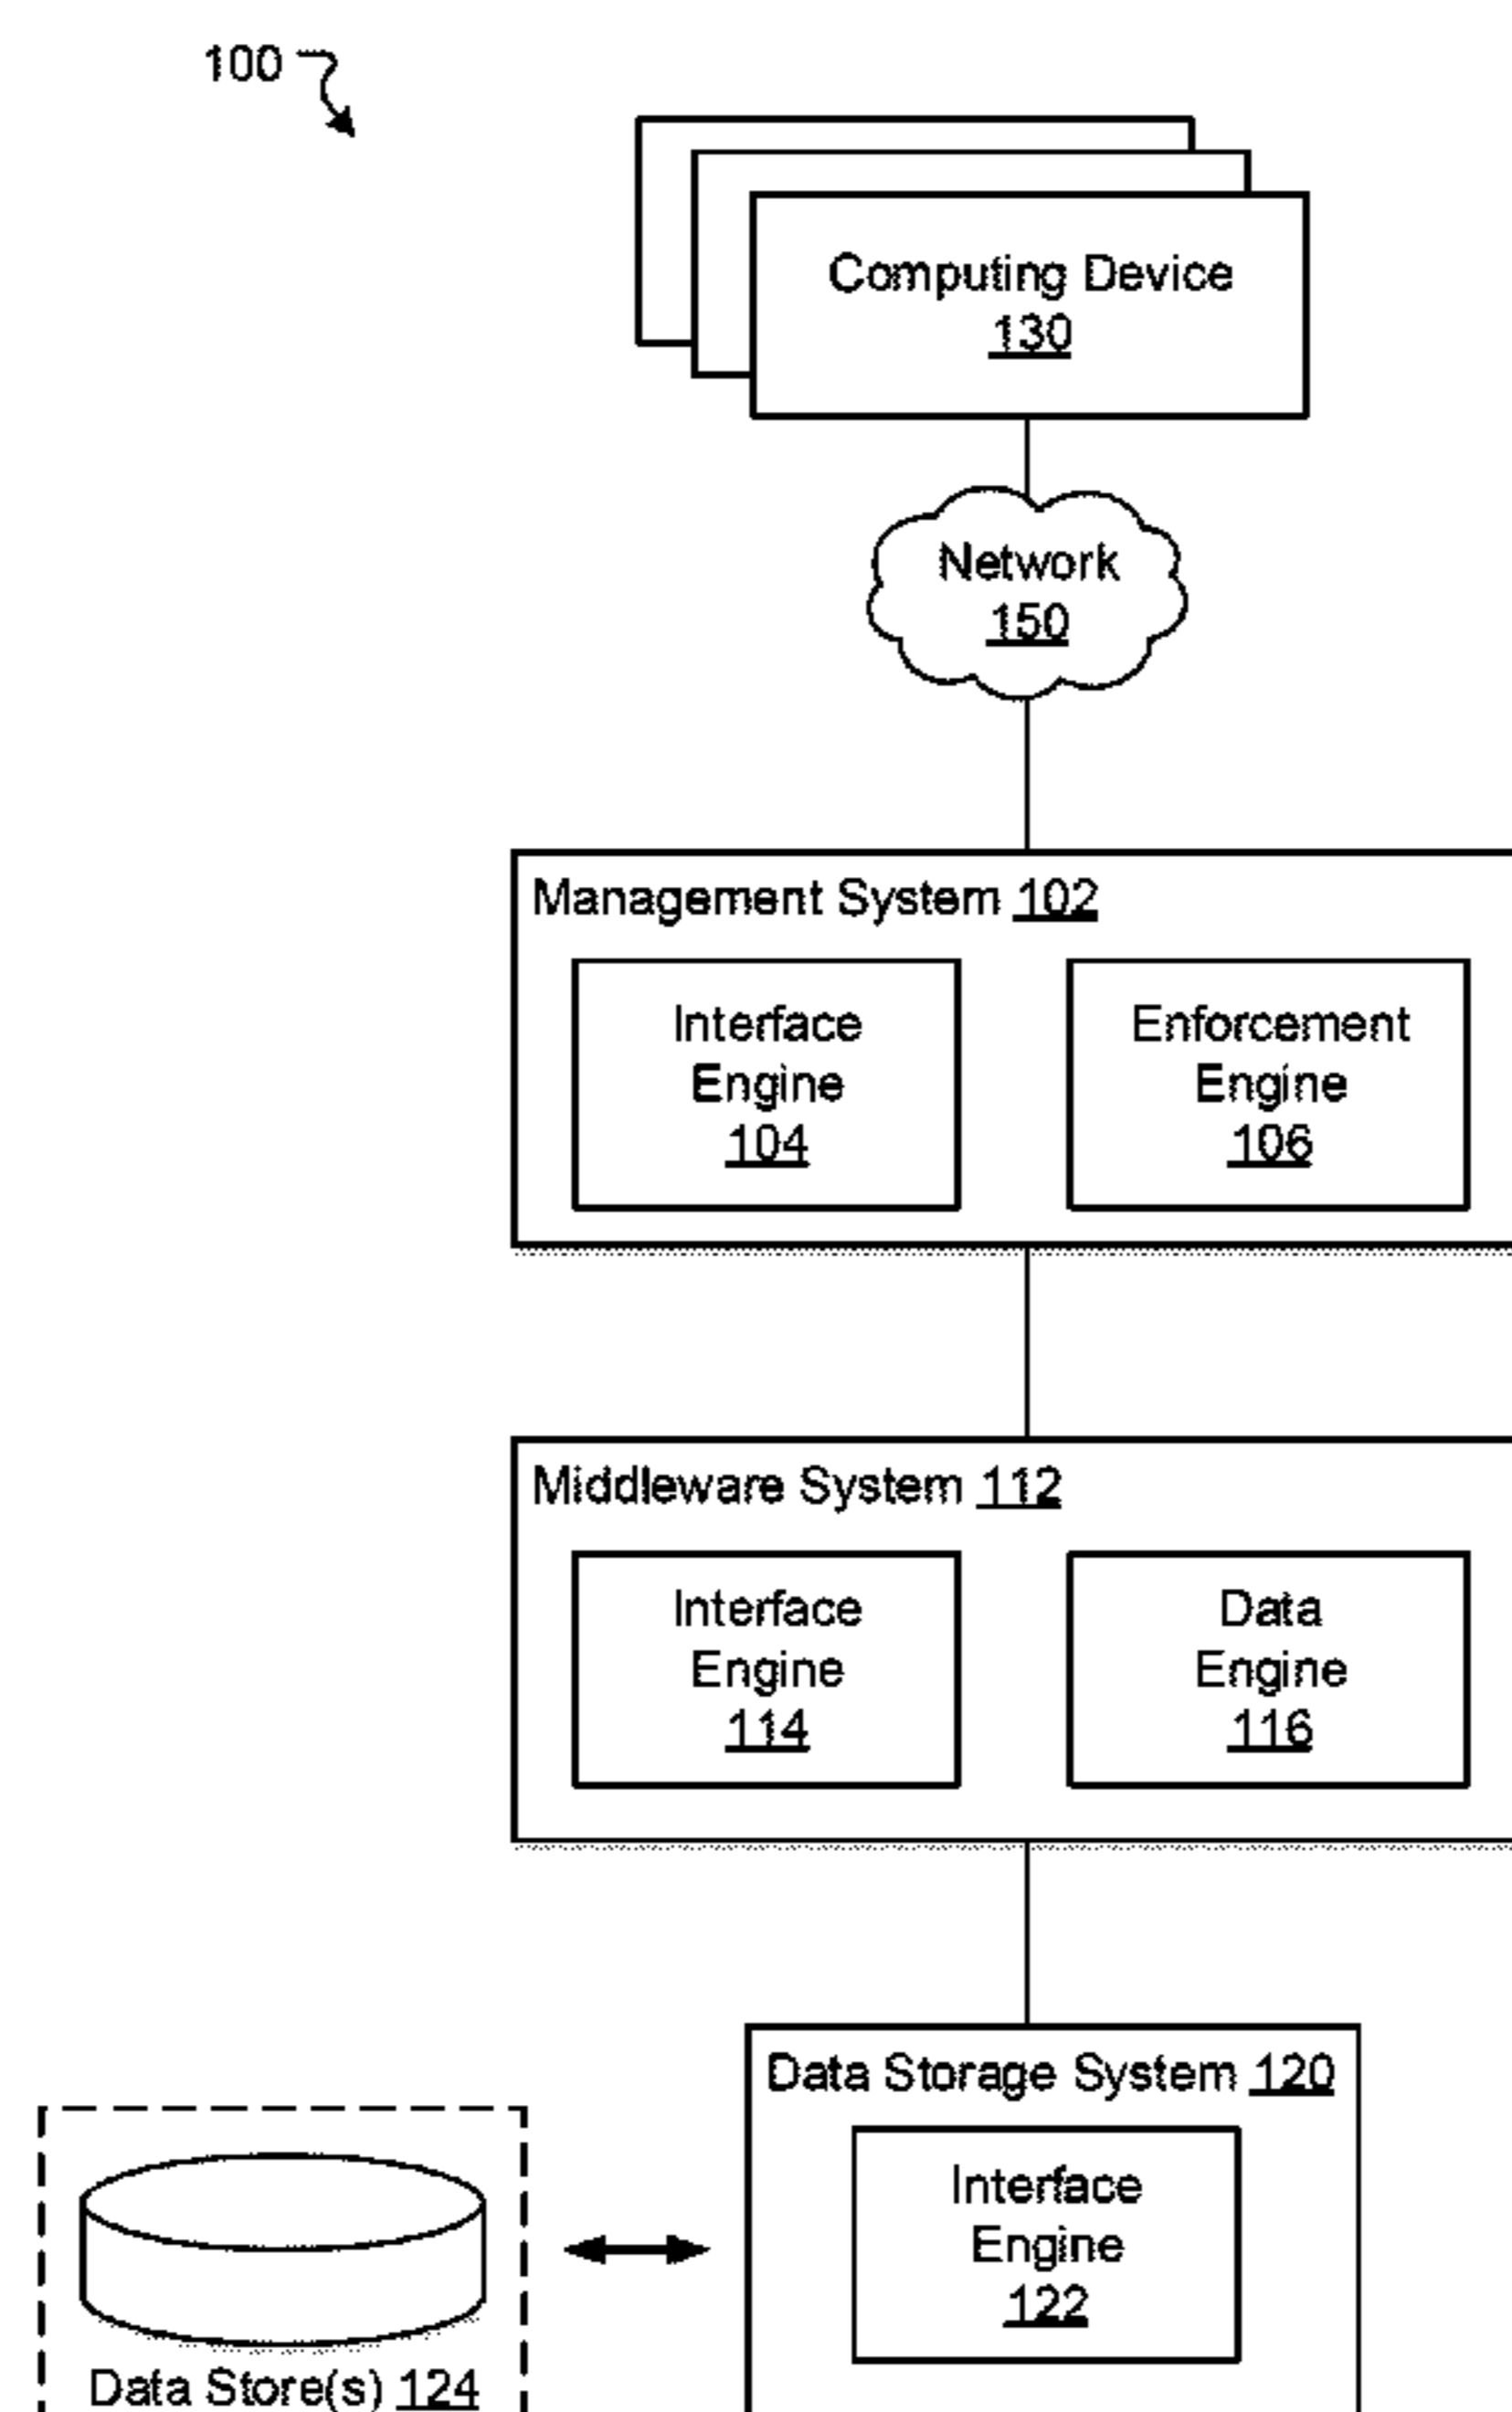 100
Computing Device
130
Network
150
Management System 102
Interface
Engine
104
Enforcement
Engine
106
Middleware System 112
Interface
Engine
114
Data
Engine
116
Data Storage System 120
Interface
Engine
122
Data Store(s) 124